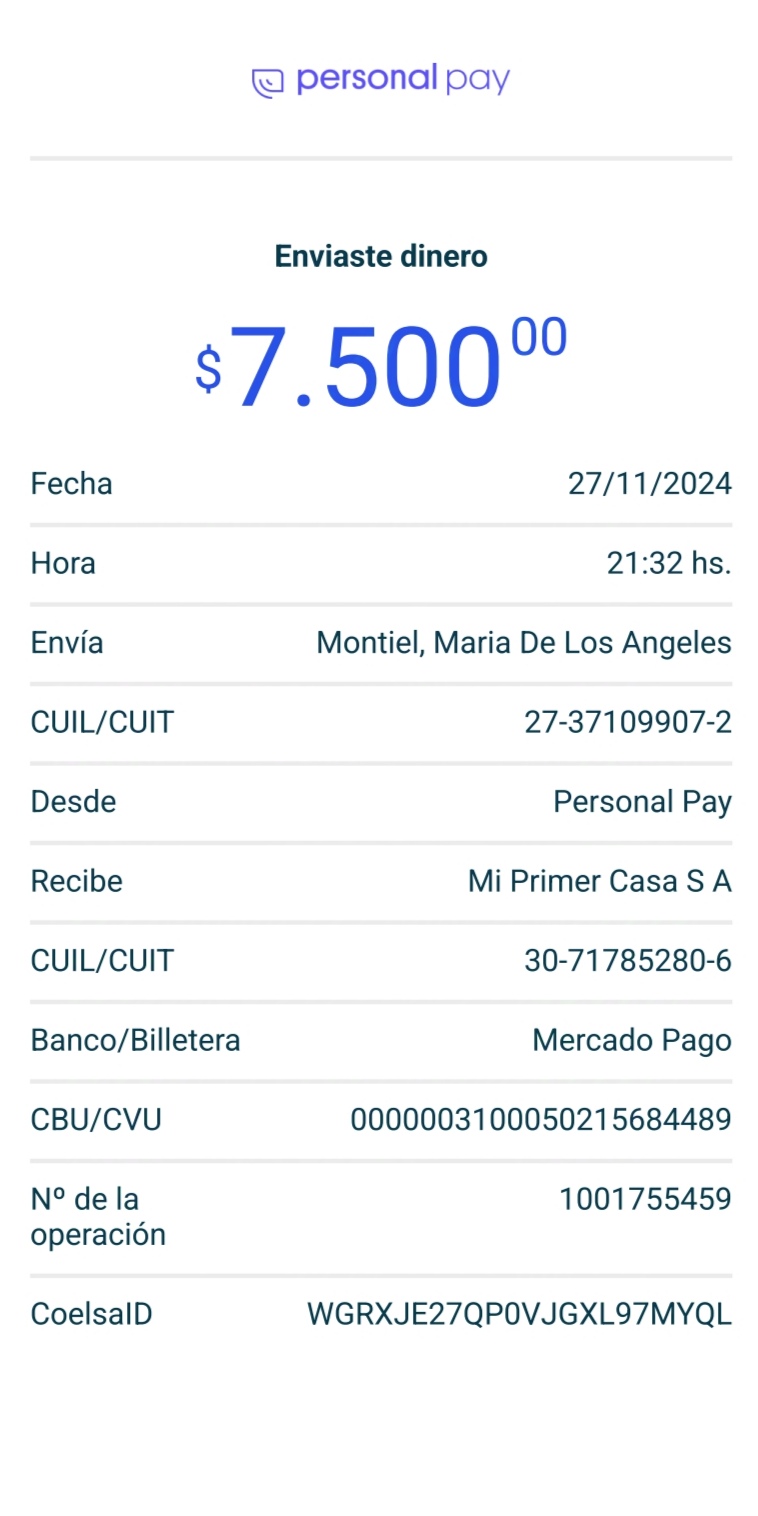 personal pay
Enviaste dinero
$7.50000
Fecha 27/11/2024
Hora 21:32 hs.
Envía Montiel, Maria De Los Angeles
CUIL/CUIT 27-37109907-2
Desde Personal Pay
Recibe Mi Primer Casa S A
CUIL/CUIT 30-71785280-6
Banco/Billetera Mercado Pago
CBU/CVU 0000003100050215684489
Nº de la 1001755459
operación
CoelsaID WGRXJE27QP0VJGXL97MYQL